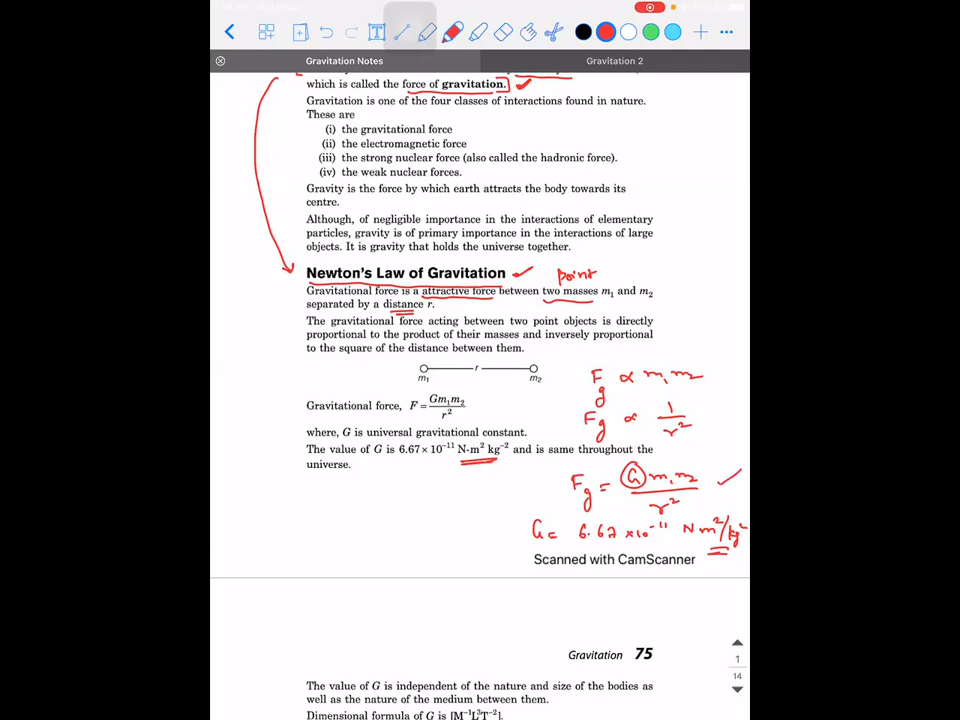 Gravitation Notes
Gravitation 2
which is called the force of gravitation.
Gravitation is one of the four classes of interactions found in nature.
These are
(i) the gravitational force
(ii) the electromagnetic force
(iii) the strong nuclear force (also called the hadronic force).
(iv) the weak nuclear forces.
Gravity is the force by which earth attracts the body towards its
centre.
Although, of negligible importance in the interactions of elementary
particles, gravity is of primary importance in the interactions of large
objects. It is gravity that holds the universe together.
Newton's Law of Gravitation
point
Gravitational force is a attractive force between two masses m₁ and m₂
separated by a distance r.
The gravitational force acting between two point objects is directly
proportional to the product of their masses and inversely proportional
to the square of the distance between them.
r
m₁ m₂
F_g ∝ m₁m₂
Gravitational force, F = Gm₁m₂/r²
F_g ∝ 1/r²
where, G is universal gravitational constant.
The value of G is 6.67 × 10⁻¹¹ N-m² kg⁻² and is same throughout the
universe.
F_g = G m₁m₂/r²
G = 6.67 × 10⁻¹¹ N m²/kg²
Scanned with CamScanner
Gravitation 75
1
14
The value of G is independent of the nature and size of the bodies as
well as the nature of the medium between them.
Dimensional formula of G is [M⁻¹L³T⁻²].